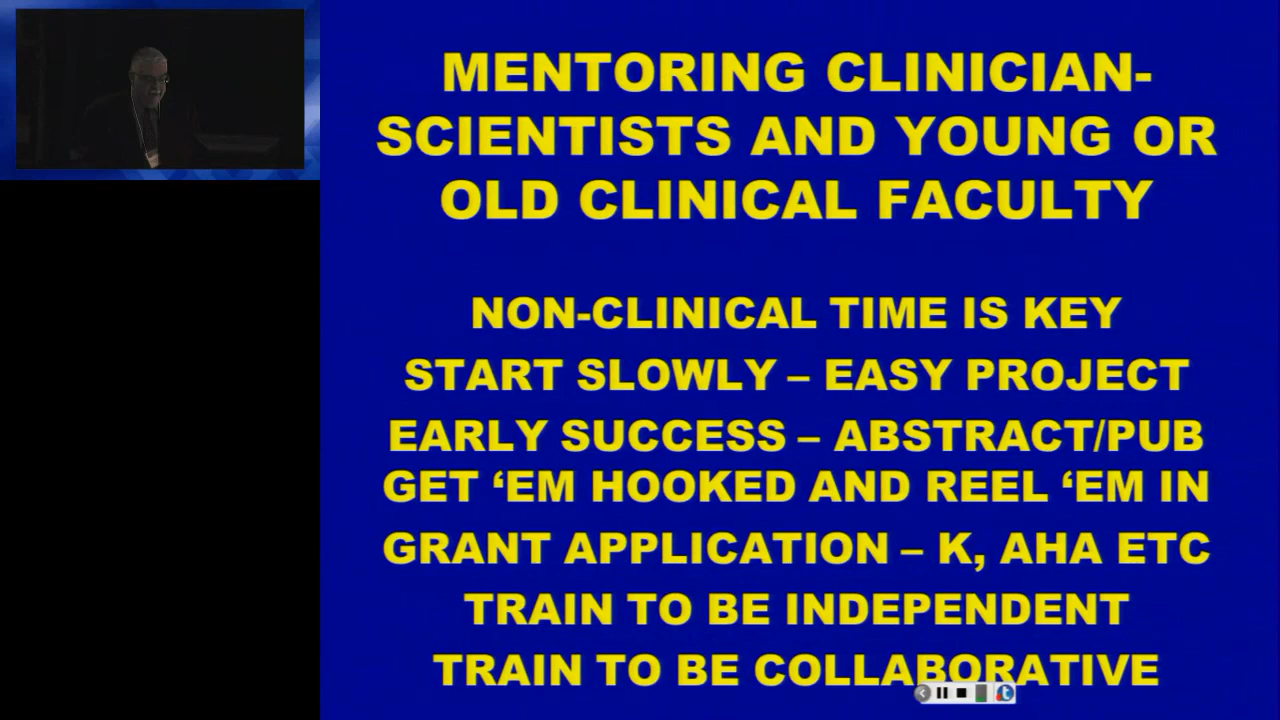 MENTORING CLINICIAN-
SCIENTISTS AND YOUNG OR
OLD CLINICAL FACULTY
NON-CLINICAL TIME IS KEY
START SLOWLY – EASY PROJECT
EARLY SUCCESS – ABSTRACT/PUB
GET ‘EM HOOKED AND REEL ‘EM IN
GRANT APPLICATION – K, AHA ETC
TRAIN TO BE INDEPENDENT
TRAIN TO BE COLLABORATIVE